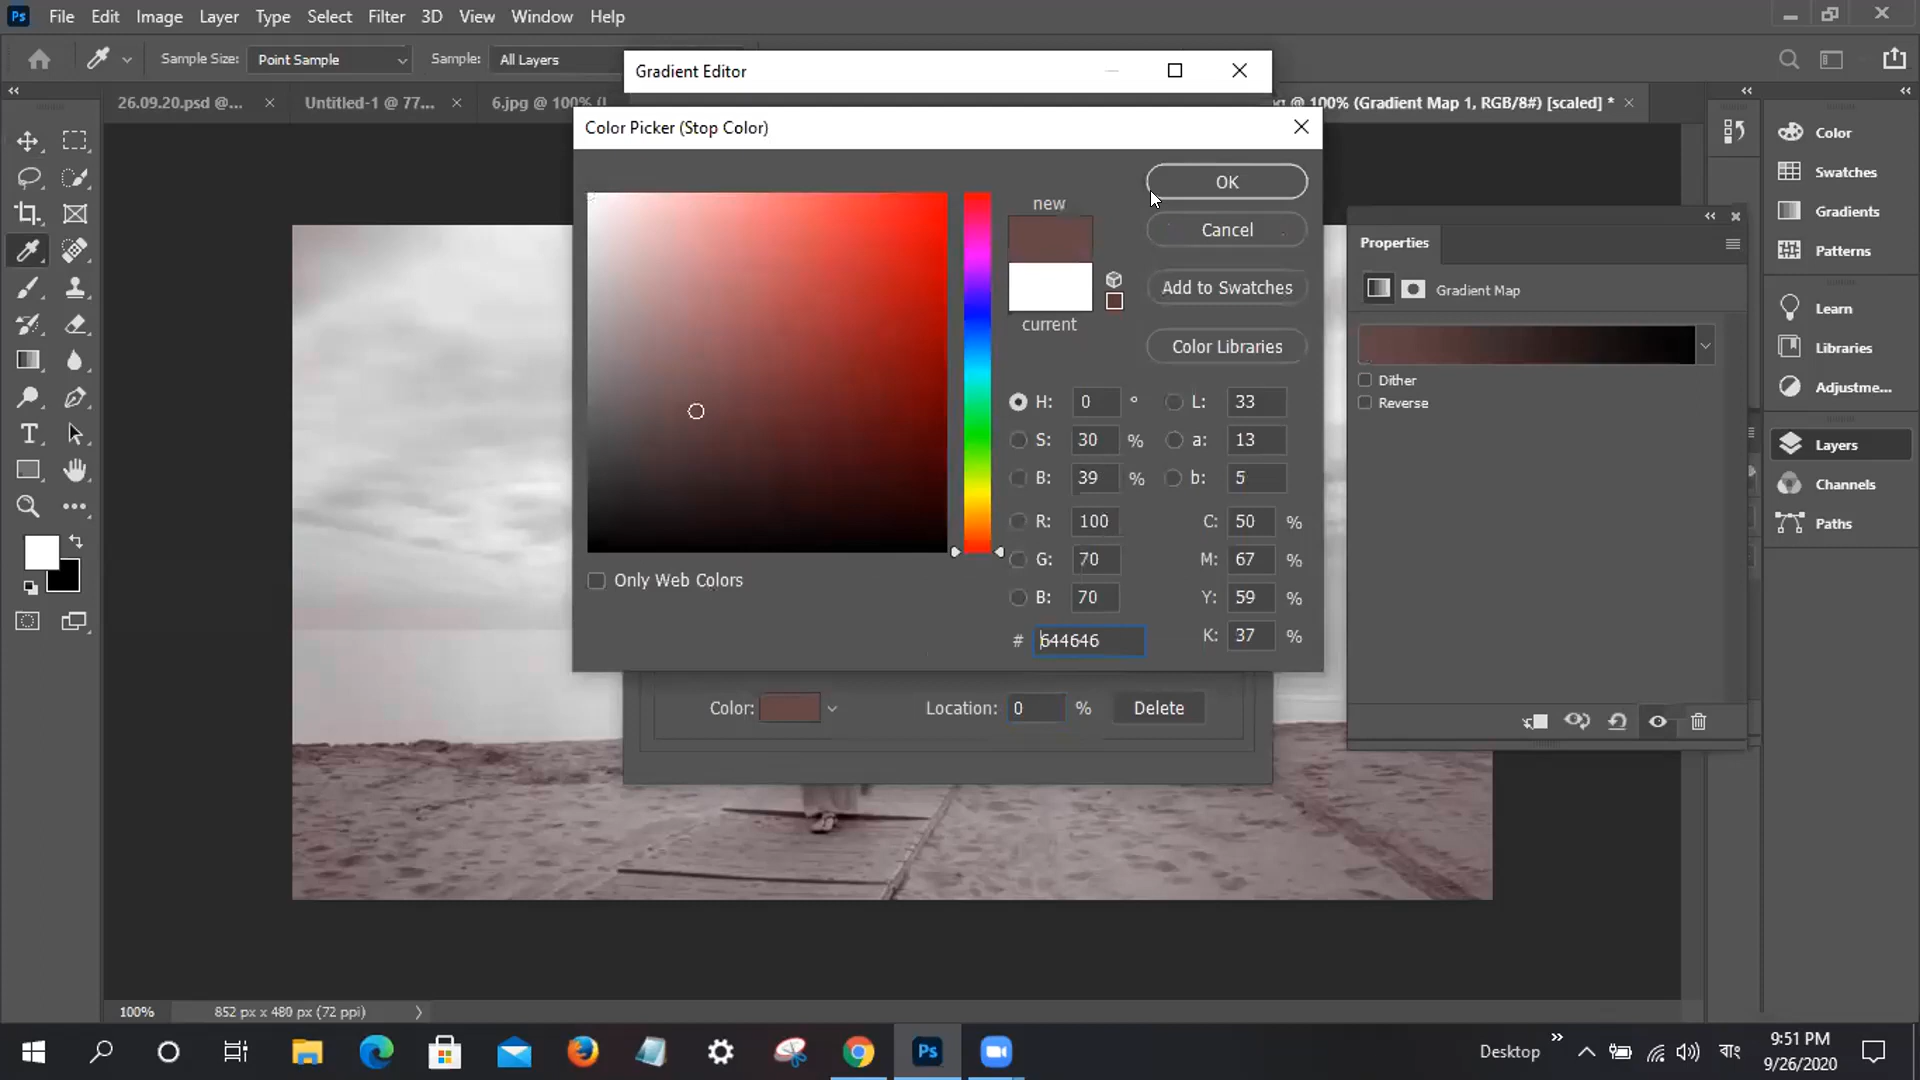 Ps File Edit Image Layer Type Select Filter 3D View Window Help
Sample Size: Point Sample Sample: All Layers
Gradient Editor
26.09.20.psd @... Untitled-1 @ 77... 6.jpg @ 100% @ 100% (Gradient Map 1, RGB/8#) [scaled] *
Color Picker (Stop Color)
new
current
OK
Cancel
Add to Swatches
Color Libraries
H: 0 °
S: 30 %
B: 39 %
R: 100
G: 70
B: 70
# 644646
L: 33
a: 13
b: 5
C: 50 %
M: 67 %
Y: 59 %
K: 37 %
Only Web Colors
Color: Location: 0 % Delete
Properties
Gradient Map
Dither
Reverse
Color
Swatches
Gradients
Patterns
Learn
Libraries
Adjustme...
Layers
Channels
Paths
100% 852 px x 480 px (72 ppi)
Ps
Desktop
বাং
9:51 PM
9/26/2020